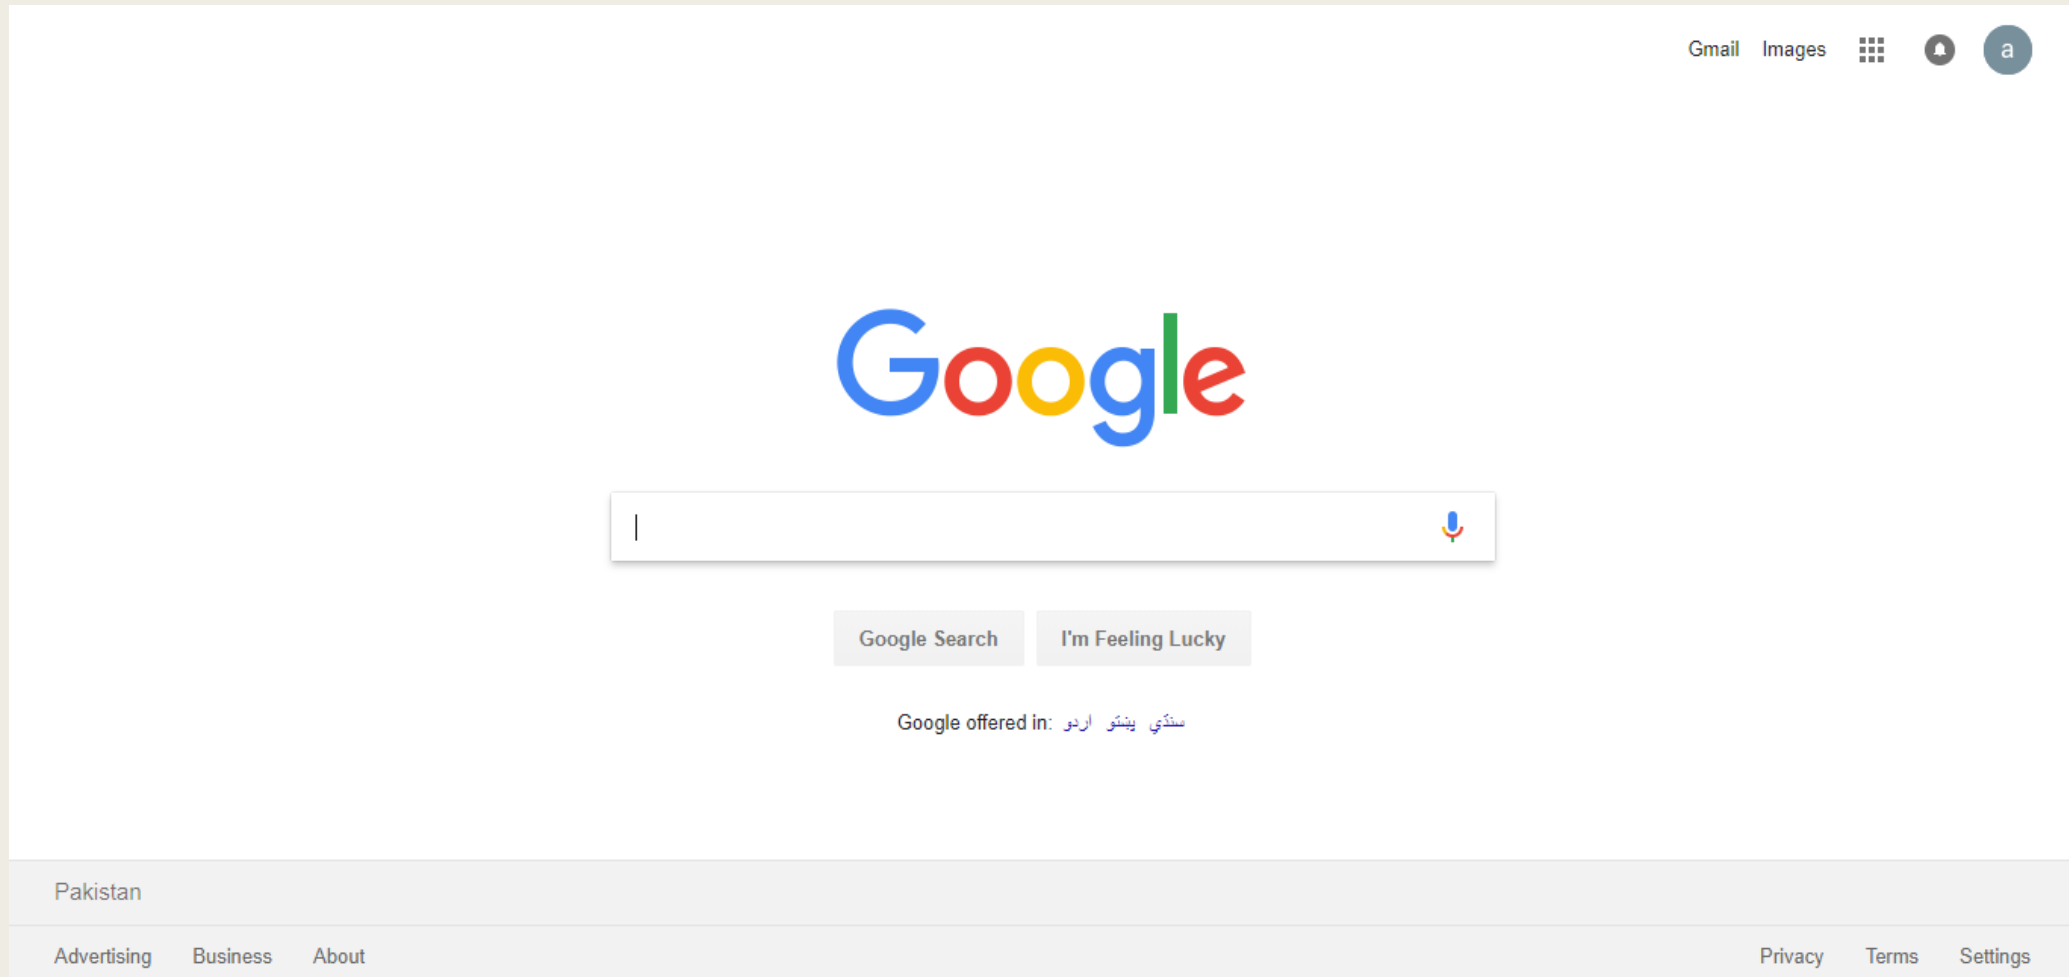 Gmail Images a
Google
Google Search I'm Feeling Lucky
Google offered in: اردو پښتو سنڌي
Pakistan
Advertising Business About Privacy Terms Settings